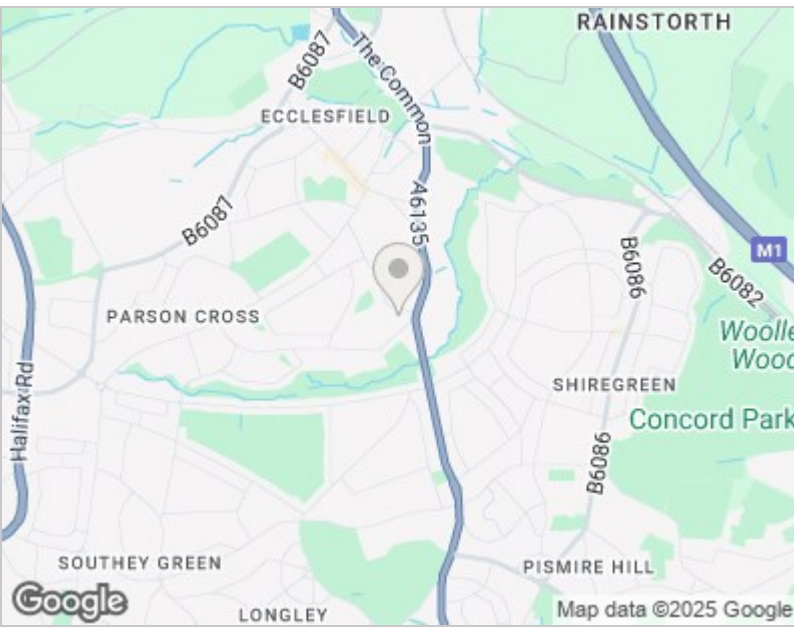 RAINSTORTH
B6087
The Common
ECCLESFIELD
A6135
B6087
B6086
M1
B6082
PARSON CROSS
Woolle
Wood
Halifax Rd
SHIREGREEN
Concord Park
B6086
SOUTHEY GREEN
PISMIRE HILL
Google
LONGLEY
Map data ©2025 Google